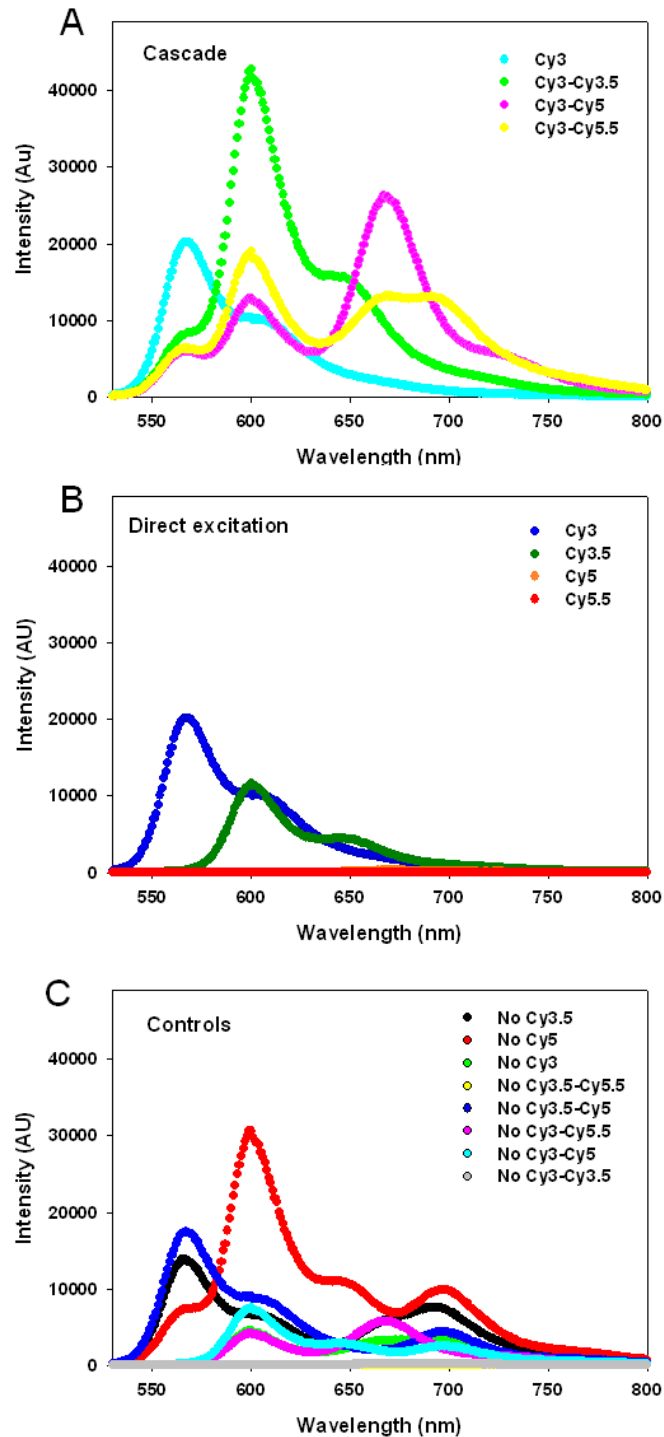 A
Cascade
Cy3
Cy3-Cy3.5
Cy3-Cy5
Cy3-Cy5.5
40000
30000
20000
10000
0
Intensity (Au)
550 600 650 700 750 800
Wavelength (nm)
B
Direct excitation
Cy3
Cy3.5
Cy5
Cy5.5
40000
30000
20000
10000
0
Intensity (AU)
550 600 650 700 750 800
Wavelength (nm)
C
Controls
No Cy3.5
No Cy5
No Cy3
No Cy3.5-Cy5.5
No Cy3.5-Cy5
No Cy3-Cy5.5
No Cy3-Cy5
No Cy3-Cy3.5
40000
30000
20000
10000
0
Intensity (AU)
550 600 650 700 750 800
Wavelength (nm)